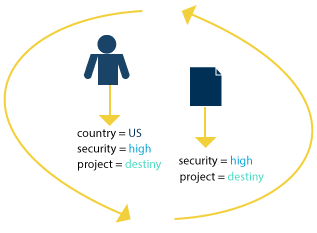 country = US
security = high
project = destiny
security = high
project = destiny